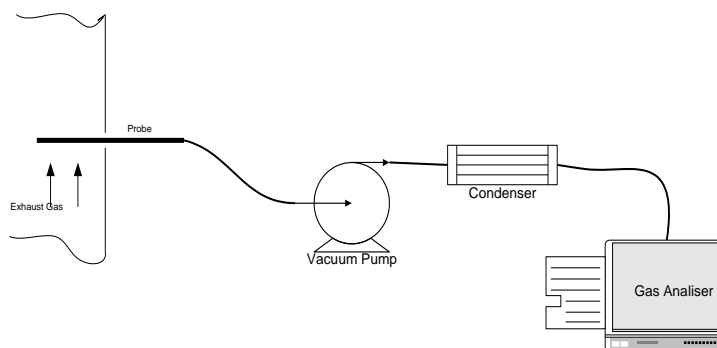 Probe
Exhaust Gas
Condenser
Vacuum Pump
Gas Analiser